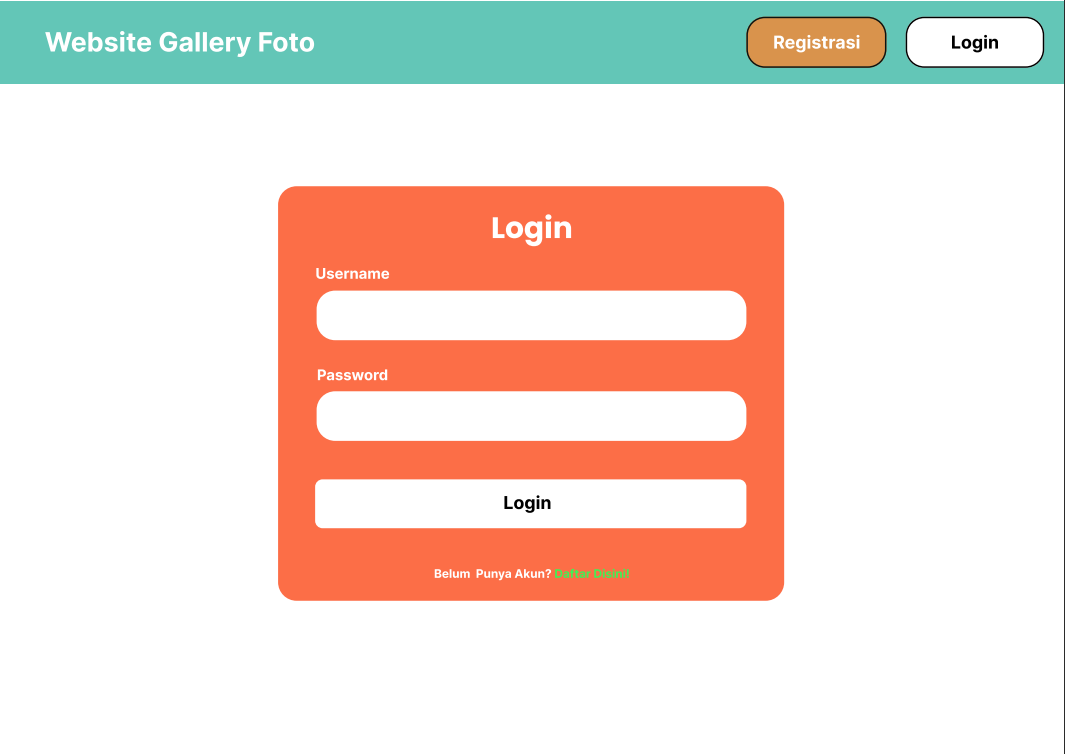 Website Gallery Foto
Registrasi
Login
Login
Username
Password
Login
Belum Punya Akun? Daftar Disini!